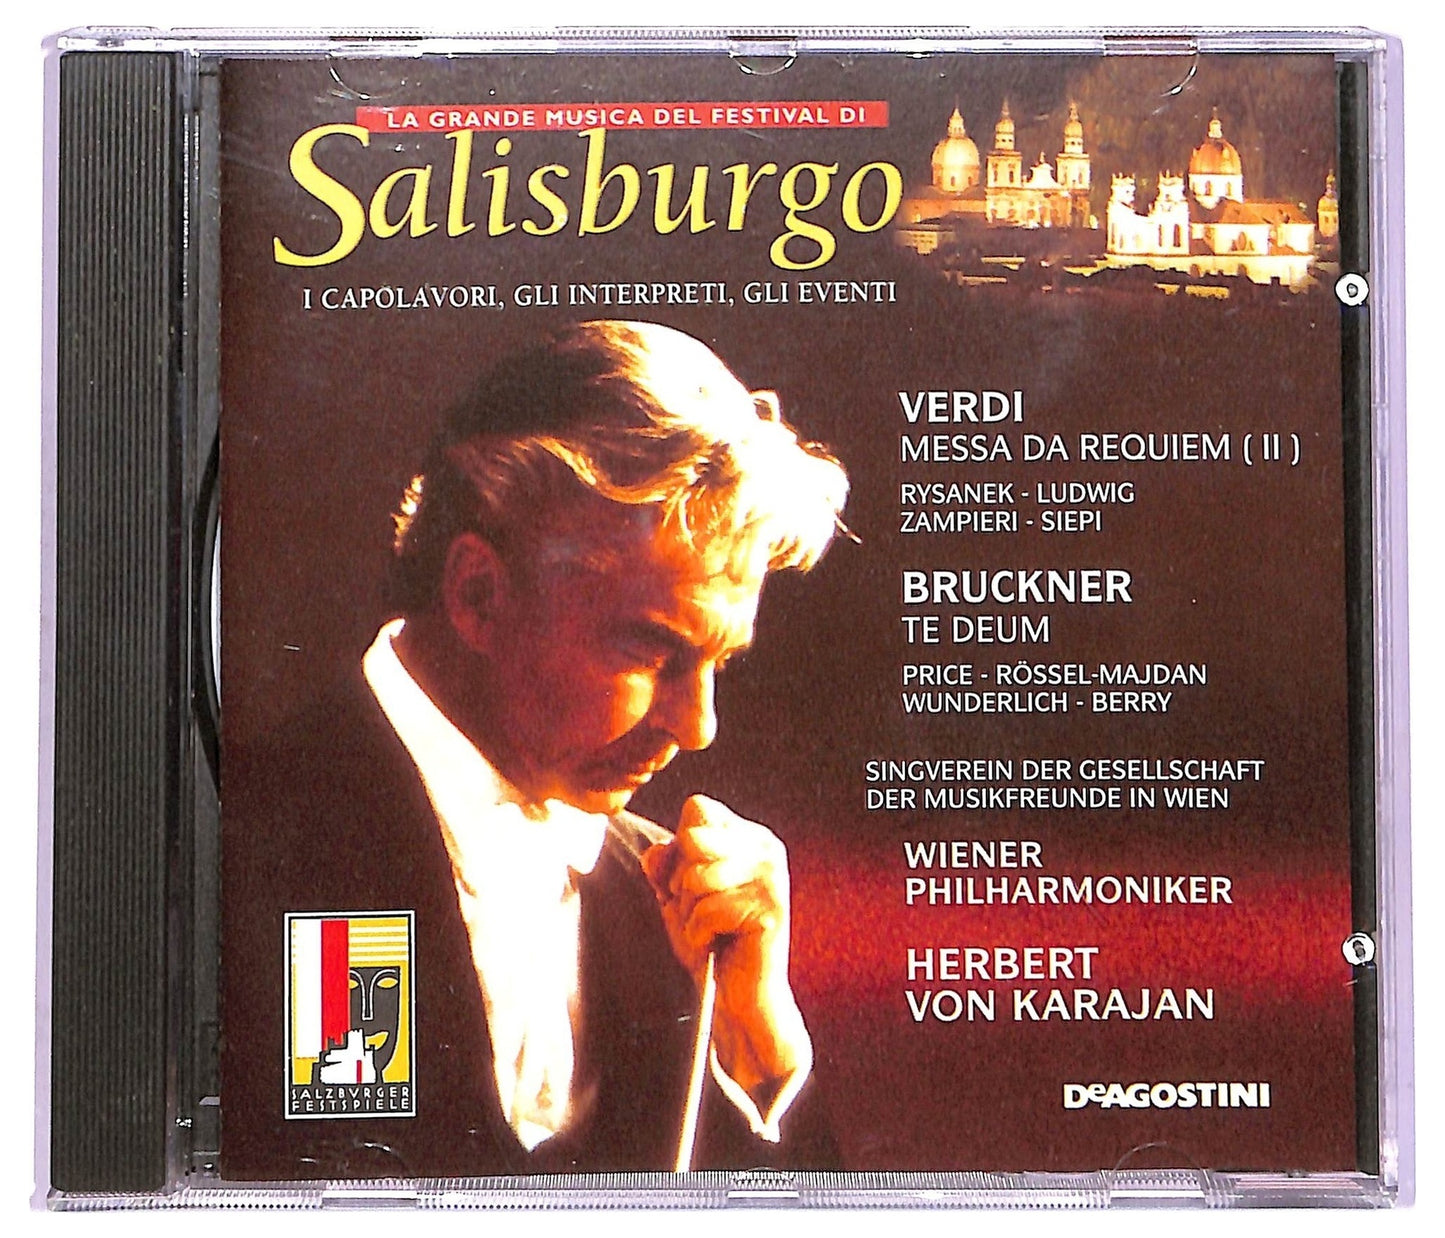 LA GRANDE MUSICA DEL FESTIVAL DI
Salisburgo
I CAPOLAVORI, GLI INTERPRETI, GLI EVENTI
VERDI
MESSA DA REQUIEM ( II )
RYSANEK - LUDWIG
ZAMPIERI - SIEPI
BRUCKNER
TE DEUM
PRICE - RÖSSEL-MAJDAN
WUNDERLICH - BERRY
SINGVEREIN DER GESELLSCHAFT
DER MUSIKFREUNDE IN WIEN
WIENER
PHILHARMONIKER
HERBERT
VON KARAJAN
SALZBVRGER
FESTSPIELE
DeAGOSTINI